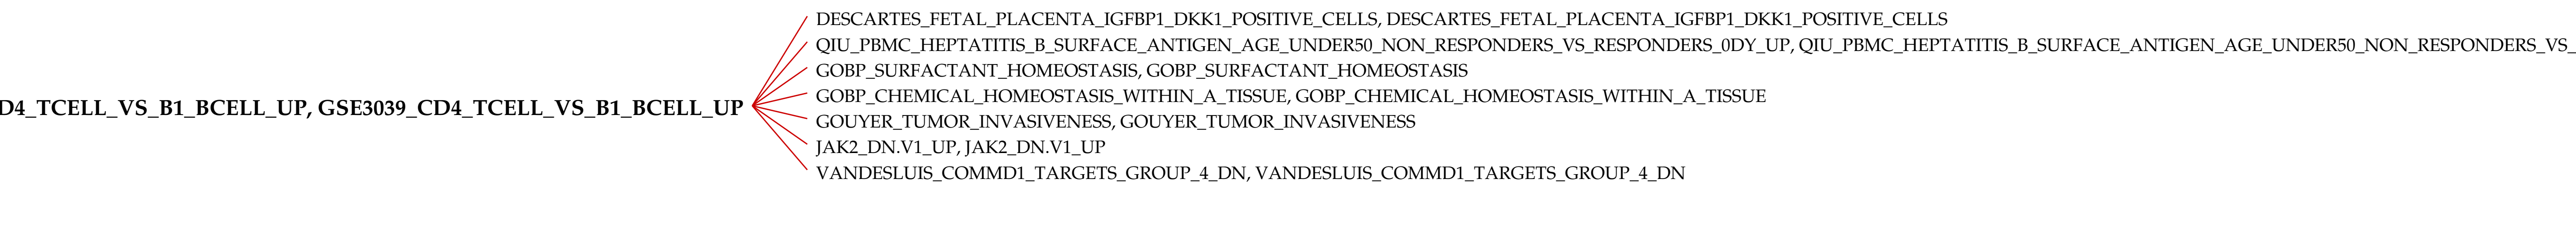 DESCARTES_FETAL_PLACENTA_IGFBP1_DKK1_POSITIVE_CELLS, DESCARTES_FETAL_PLACENTA_IGFBP1_DKK1_POSITIVE_CELLS
QIU_PBMC_HEPTATITIS_B_SURFACE_ANTIGEN_AGE_UNDER50_NON_RESPONDERS_VS_RESPONDERS_0DY_UP, QIU_PBMC_HEPTATITIS_B_SURFACE_ANTIGEN_AGE_UNDER50_NON_RESPONDERS_VS_
GOBP_SURFACTANT_HOMEOSTASIS, GOBP_SURFACTANT_HOMEOSTASIS
GOBP_CHEMICAL_HOMEOSTASIS_WITHIN_A_TISSUE, GOBP_CHEMICAL_HOMEOSTASIS_WITHIN_A_TISSUE
D4_TCELL_VS_B1_BCELL_UP, GSE3039_CD4_TCELL_VS_B1_BCELL_UP
GOUYER_TUMOR_INVASIVENESS, GOUYER_TUMOR_INVASIVENESS
JAK2_DN.V1_UP, JAK2_DN.V1_UP
VANDESLUIS_COMMD1_TARGETS_GROUP_4_DN, VANDESLUIS_COMMD1_TARGETS_GROUP_4_DN